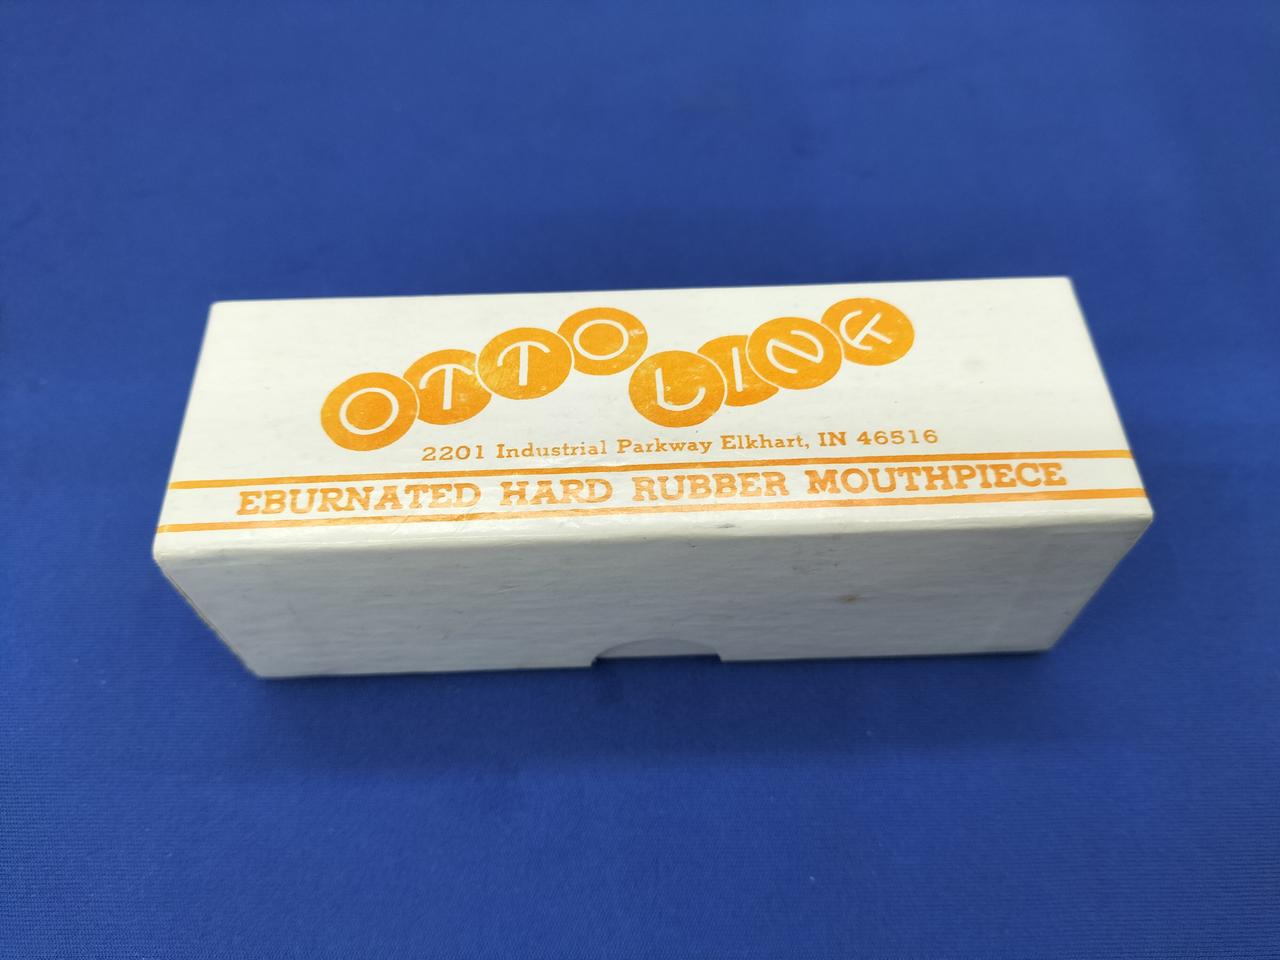 OTTO LINK
2201 Industrial Parkway Elkhart, IN 46516
EBURNATED HARD RUBBER MOUTHPIECE